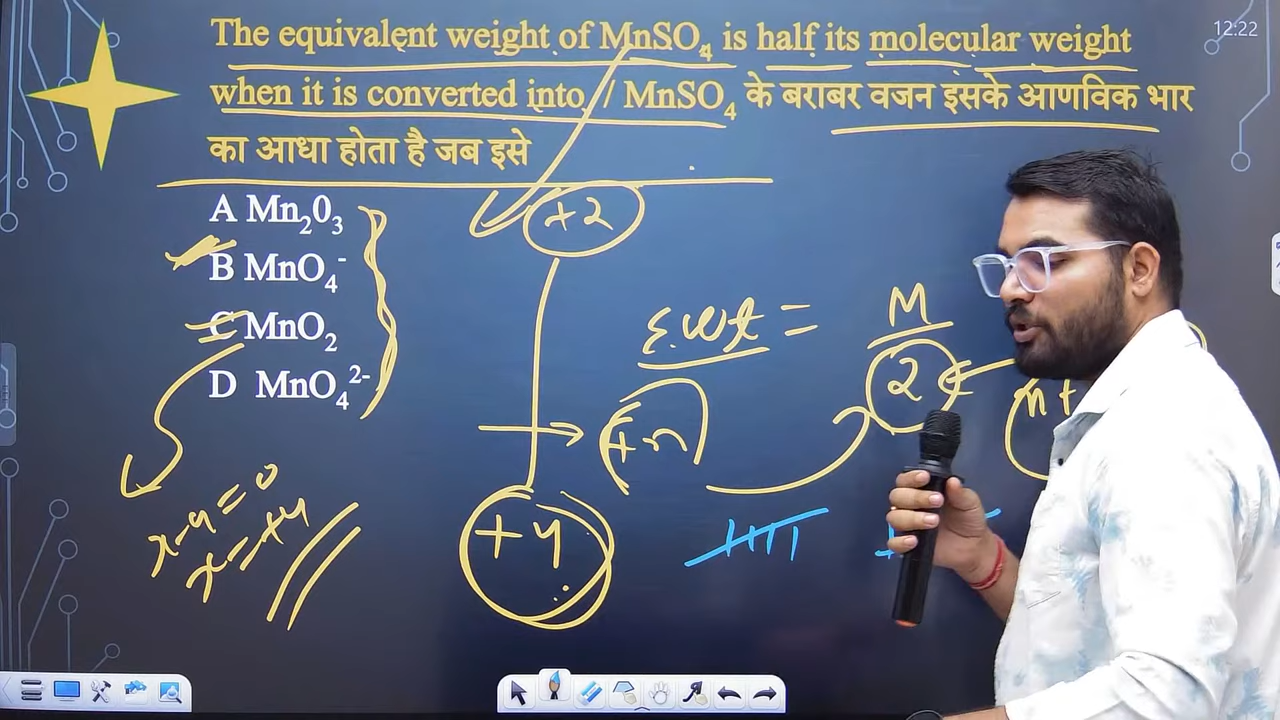 12:22
The equivalent weight of MnSO₄ is half its molecular weight
when it is converted into / MnSO₄ के बराबर वजन इसके आणविक भार
का आधा होता है जब इसे
A Mn₂0₃
B MnO₄⁻
C MnO₂
D MnO₄²⁻
+2
+4
E.wt = M/2
x-4=0
x=+4